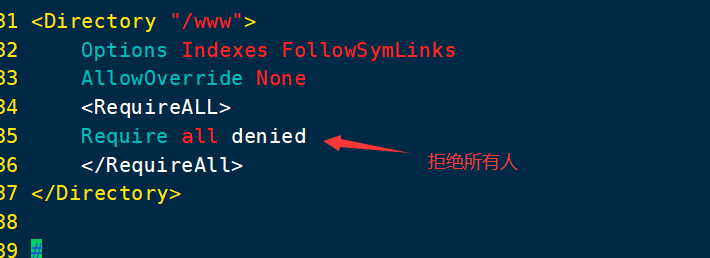 31 <Directory "/www">
32     Options Indexes FollowSymLinks
33     AllowOverride None
34     <RequireALL>
35     Require all denied
拒绝所有人
36     </RequireAll>
37 </Directory>
38
39 #